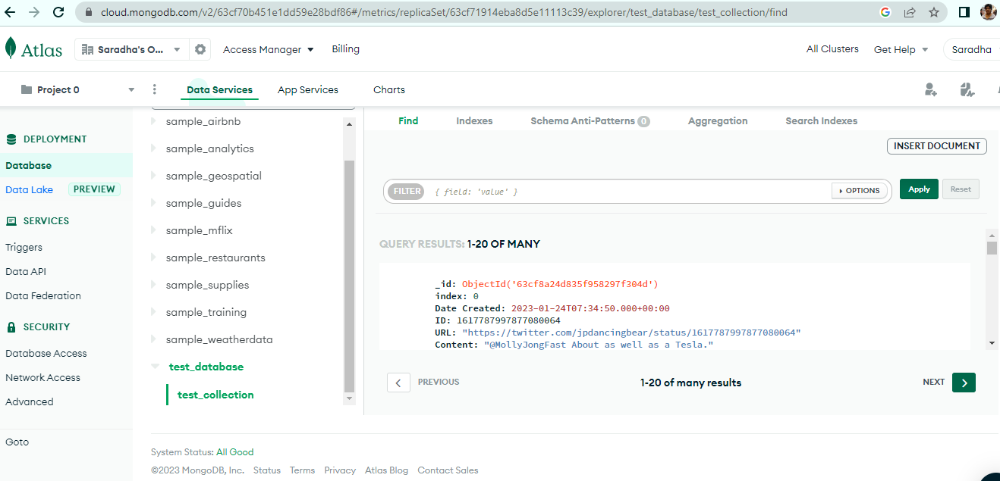 cloud.mongodb.com/v2/63cf70b451e1dd59e28bdf86#/metrics/replicaSet/63cf71914eba8d5e11113c39/explorer/test_database/test_collection/find
Atlas
Saradha's O...
Access Manager
Billing
All Clusters
Get Help
Saradha
Project 0
Data Services
App Services
Charts
DEPLOYMENT
Database
Data Lake
PREVIEW
SERVICES
Triggers
Data API
Data Federation
SECURITY
Database Access
Network Access
Advanced
Goto
sample_airbnb
sample_analytics
sample_geospatial
sample_guides
sample_mflix
sample_restaurants
sample_supplies
sample_training
sample_weatherdata
test_database
test_collection
Find
Indexes
Schema Anti-Patterns 0
Aggregation
Search Indexes
INSERT DOCUMENT
FILTER
{ field: 'value' }
OPTIONS
Apply
Reset
QUERY RESULTS: 1-20 OF MANY
_id: ObjectId('63cf8a24d835f958297f304d')
index: 0
Date Created: 2023-01-24T07:34:50.000+00:00
ID: 1617787997877080064
URL: "https://twitter.com/jpdancingbear/status/1617787997877080064"
Content: "@MollyJongFast About as well as a Tesla."
PREVIOUS
1-20 of many results
NEXT
System Status: All Good
©2023 MongoDB, Inc.
Status
Terms
Privacy
Atlas Blog
Contact Sales